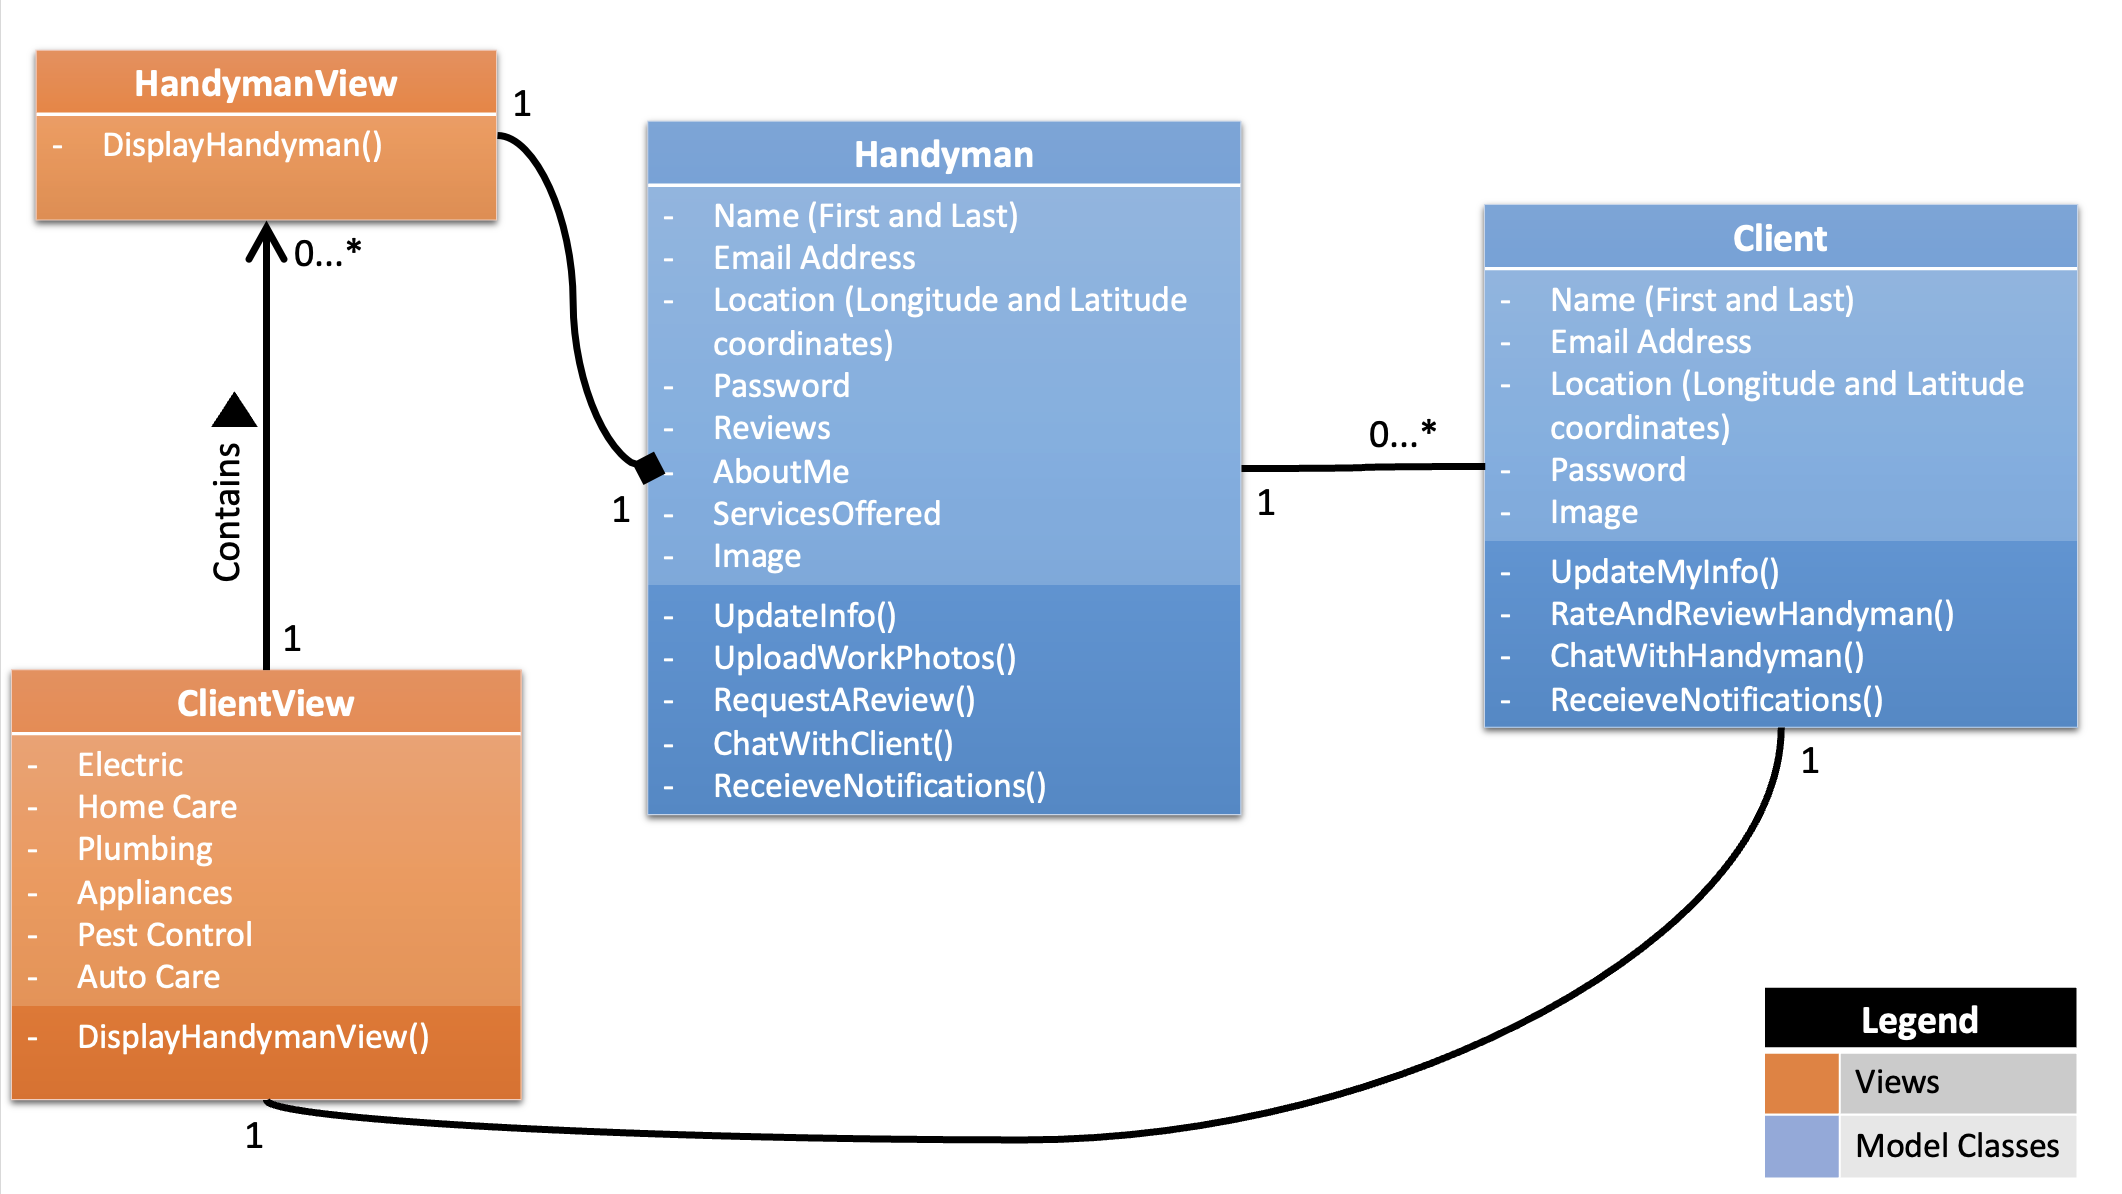 HandymanView
- DisplayHandyman()
1
0...*
Contains
1
ClientView
- Electric
- Home Care
- Plumbing
- Appliances
- Pest Control
- Auto Care
- DisplayHandymanView()
1
Handyman
- Name (First and Last)
- Email Address
- Location (Longitude and Latitude
coordinates)
- Password
- Reviews
- AboutMe
- ServicesOffered
- Image
- UpdateInfo()
- UploadWorkPhotos()
- RequestAReview()
- ChatWithClient()
- ReceieveNotifications()
1
1
0...*
Client
- Name (First and Last)
- Email Address
- Location (Longitude and Latitude
coordinates)
- Password
- Image
- UpdateMyInfo()
- RateAndReviewHandyman()
- ChatWithHandyman()
- ReceieveNotifications()
1
Legend
Views
Model Classes